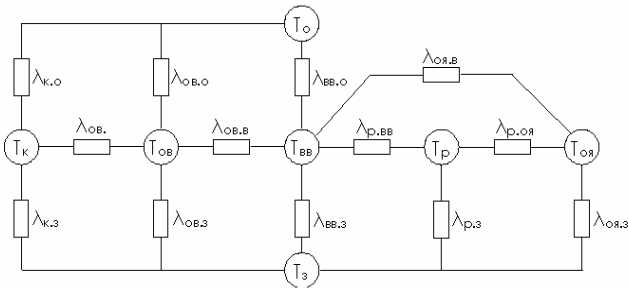 Tо
λоя.в
λк.о λов.о λвв.о
λов. λов.в λр.вв λр.оя
Tк Tов Tвв Tр Tоя
λк.з λов.з λвв.з λр.з λоя.з
Tз